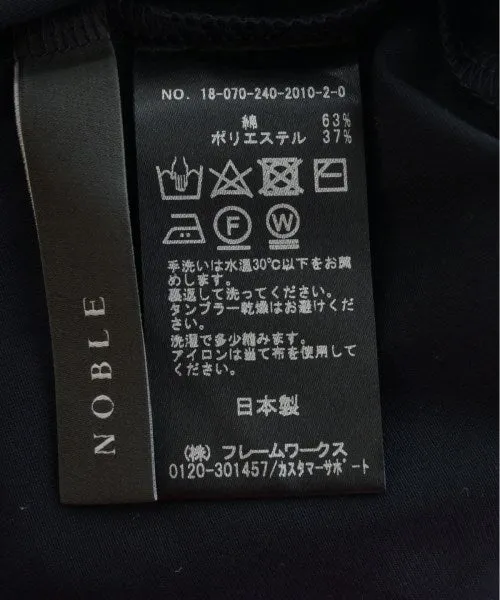 NOBLE
NO. 18-070-240-2010-2-0
綿 63%
ポリエステル 37%
F
W
手洗いは水温30℃以下をお薦
めします。
裏返して洗ってください。
タンブラー乾燥はお避けくだ
さい。
洗濯で多少縮みます。
アイロンは当て布を使用して
ください。
日本製
(株) フレームワークス
0120-301457/カスタマーサポート